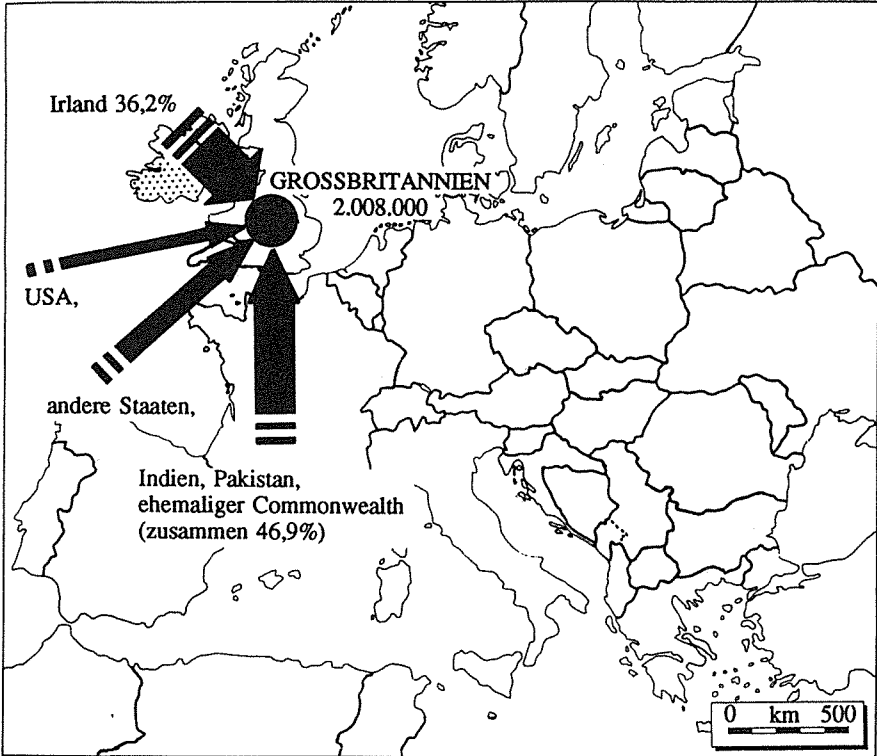 Irland 36,2%
GROSSBRITANNIEN
2.008.000
USA,
andere Staaten,
Indien, Pakistan,
ehemaliger Commonwealth
(zusammen 46,9%)
0 km 500